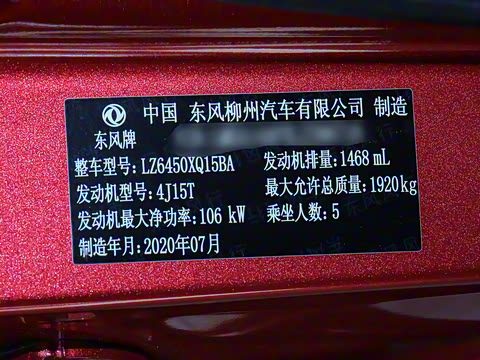 中国 东风柳州汽车有限公司 制造
东风牌
整车型号:LZ6450XQ15BA 发动机排量:1468 mL
发动机型号:4J15T 最大允许总质量:1920kg
发动机最大净功率:106 kW 乘坐人数:5
制造年月:2020年07月